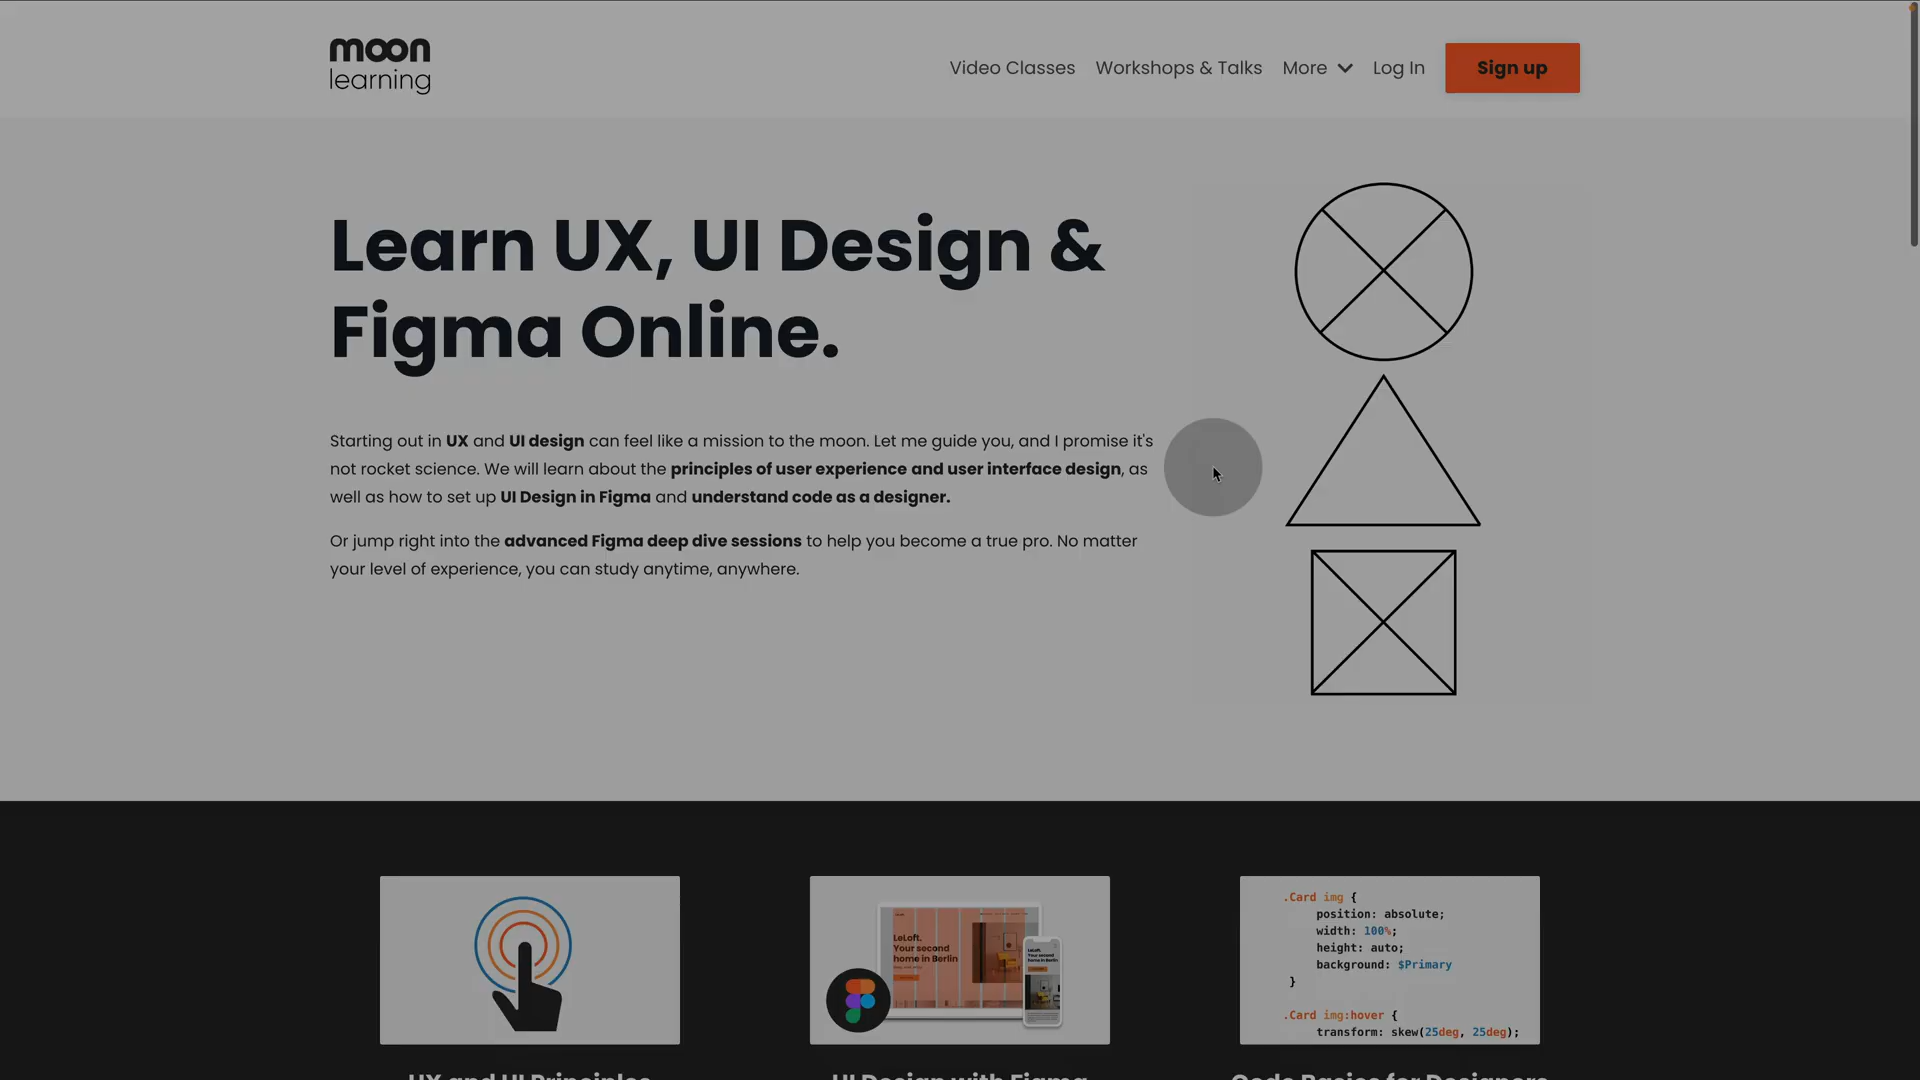 moon
learning
Video Classes Workshops & Talks More Log In Sign up
Learn UX, UI Design &
Figma Online.
Starting out in UX and UI design can feel like a mission to the moon. Let me guide you, and I promise it's
not rocket science. We will learn about the principles of user experience and user interface design, as
well as how to set up UI Design in Figma and understand code as a designer.
Or jump right into the advanced Figma deep dive sessions to help you become a true pro. No matter
your level of experience, you can study anytime, anywhere.
LeLoft.
Your second
home in Berlin
LeLoft.
Your second
home in Berlin
.Card img {
position: absolute;
width: 100%;
height: auto;
background: $Primary
}
.Card img:hover {
transform: skew(25deg, 25deg);
UX and UI Principles
UI Design with Figma
Code Basics for Designers